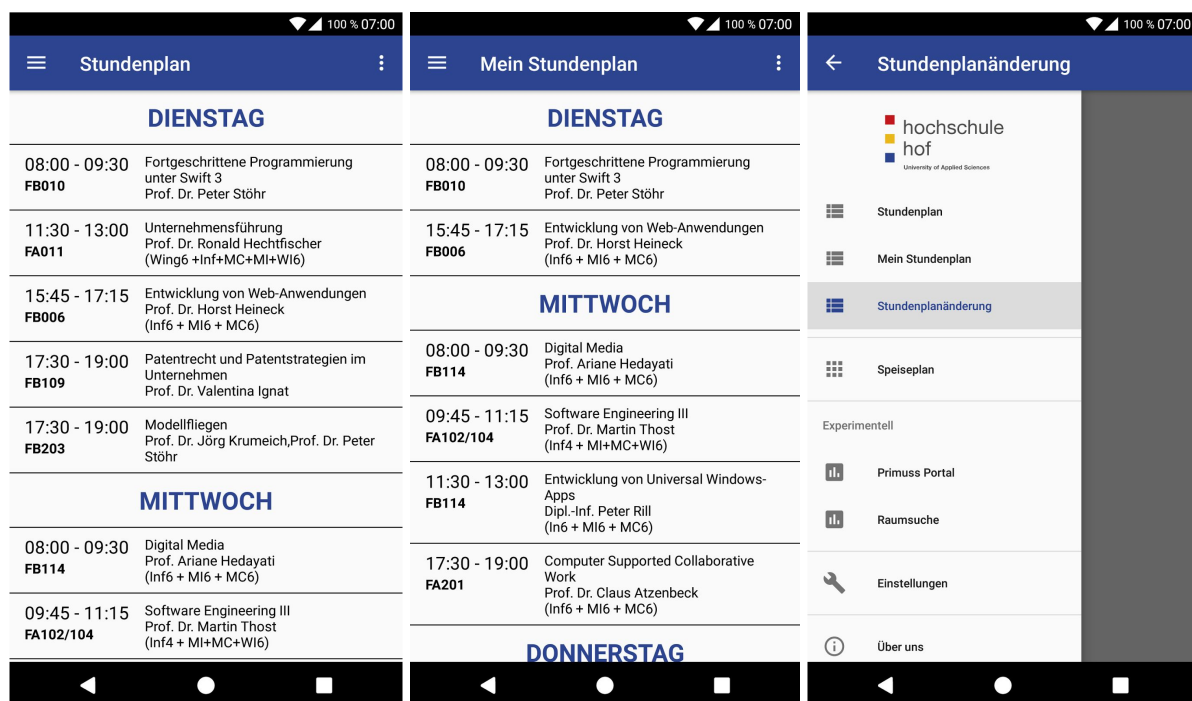 100 % 07:00
Stundenplan
DIENSTAG
08:00 - 09:30
FB010
Fortgeschrittene Programmierung
unter Swift 3
Prof. Dr. Peter Stöhr
11:30 - 13:00
FA011
Unternehmensführung
Prof. Dr. Ronald Hechtfischer
(Wing6 +Inf+MC+MI+WI6)
15:45 - 17:15
FB006
Entwicklung von Web-Anwendungen
Prof. Dr. Horst Heineck
(Inf6 + MI6 + MC6)
17:30 - 19:00
FB109
Patentrecht und Patentstrategien im
Unternehmen
Prof. Dr. Valentina Ignat
17:30 - 19:00
FB203
Modellfliegen
Prof. Dr. Jörg Krumeich,Prof. Dr. Peter
Stöhr
MITTWOCH
08:00 - 09:30
FB114
Digital Media
Prof. Ariane Hedayati
(Inf6 + MI6 + MC6)
09:45 - 11:15
FA102/104
Software Engineering III
Prof. Dr. Martin Thost
(Inf4 + MI+MC+WI6)
100 % 07:00
Mein Stundenplan
DIENSTAG
08:00 - 09:30
FB010
Fortgeschrittene Programmierung
unter Swift 3
Prof. Dr. Peter Stöhr
15:45 - 17:15
FB006
Entwicklung von Web-Anwendungen
Prof. Dr. Horst Heineck
(Inf6 + MI6 + MC6)
MITTWOCH
08:00 - 09:30
FB114
Digital Media
Prof. Ariane Hedayati
(Inf6 + MI6 + MC6)
09:45 - 11:15
FA102/104
Software Engineering III
Prof. Dr. Martin Thost
(Inf4 + MI+MC+WI6)
11:30 - 13:00
FB114
Entwicklung von Universal Windows-
Apps
Dipl.-Inf. Peter Rill
(In6 + MI6 + MC6)
17:30 - 19:00
FA201
Computer Supported Collaborative
Work
Prof. Dr. Claus Atzenbeck
(Inf6 + MI6 + MC6)
DONNERSTAG
100 % 07:00
Stundenplanänderung
hochschule
hof
University of Applied Sciences
Stundenplan
Mein Stundenplan
Stundenplanänderung
Speiseplan
Experimentell
Primuss Portal
Raumsuche
Einstellungen
Über uns